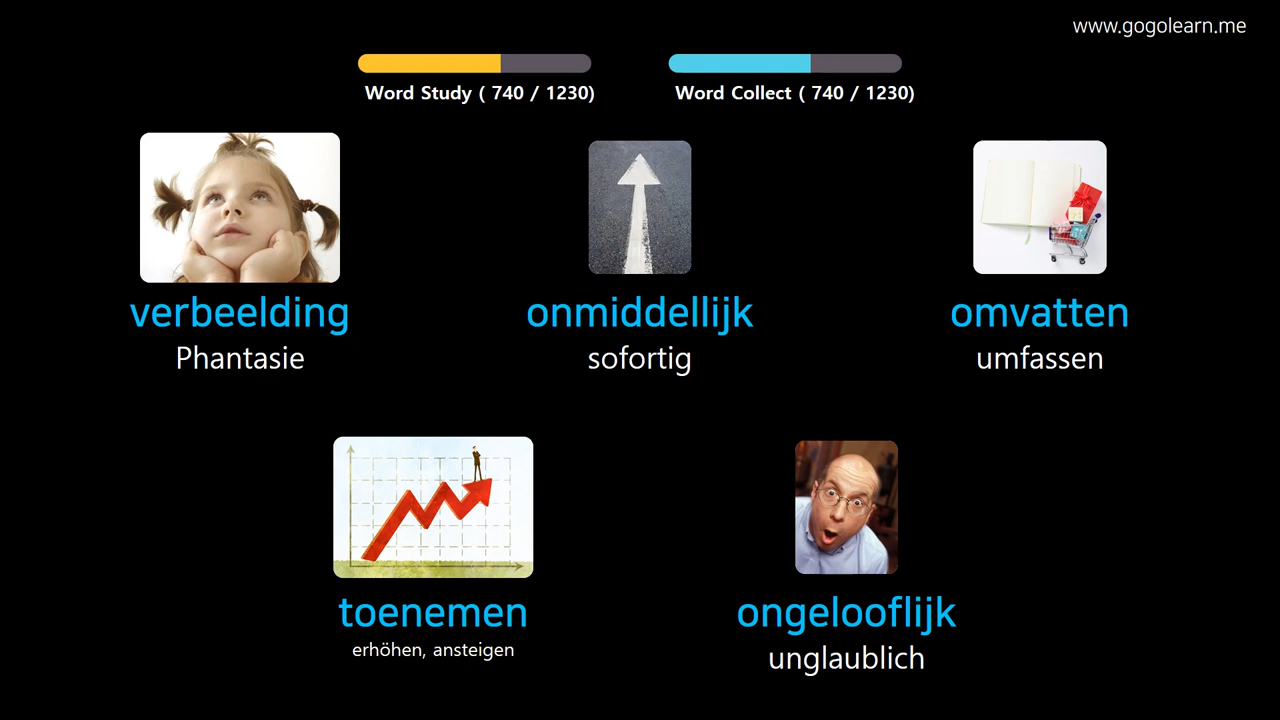 www.gogolearn.me
Word Study ( 740 / 1230)
Word Collect ( 740 / 1230)
verbeelding
Phantasie
onmiddellijk
sofortig
omvatten
umfassen
toenemen
erhöhen, ansteigen
ongelooflijk
unglaublich